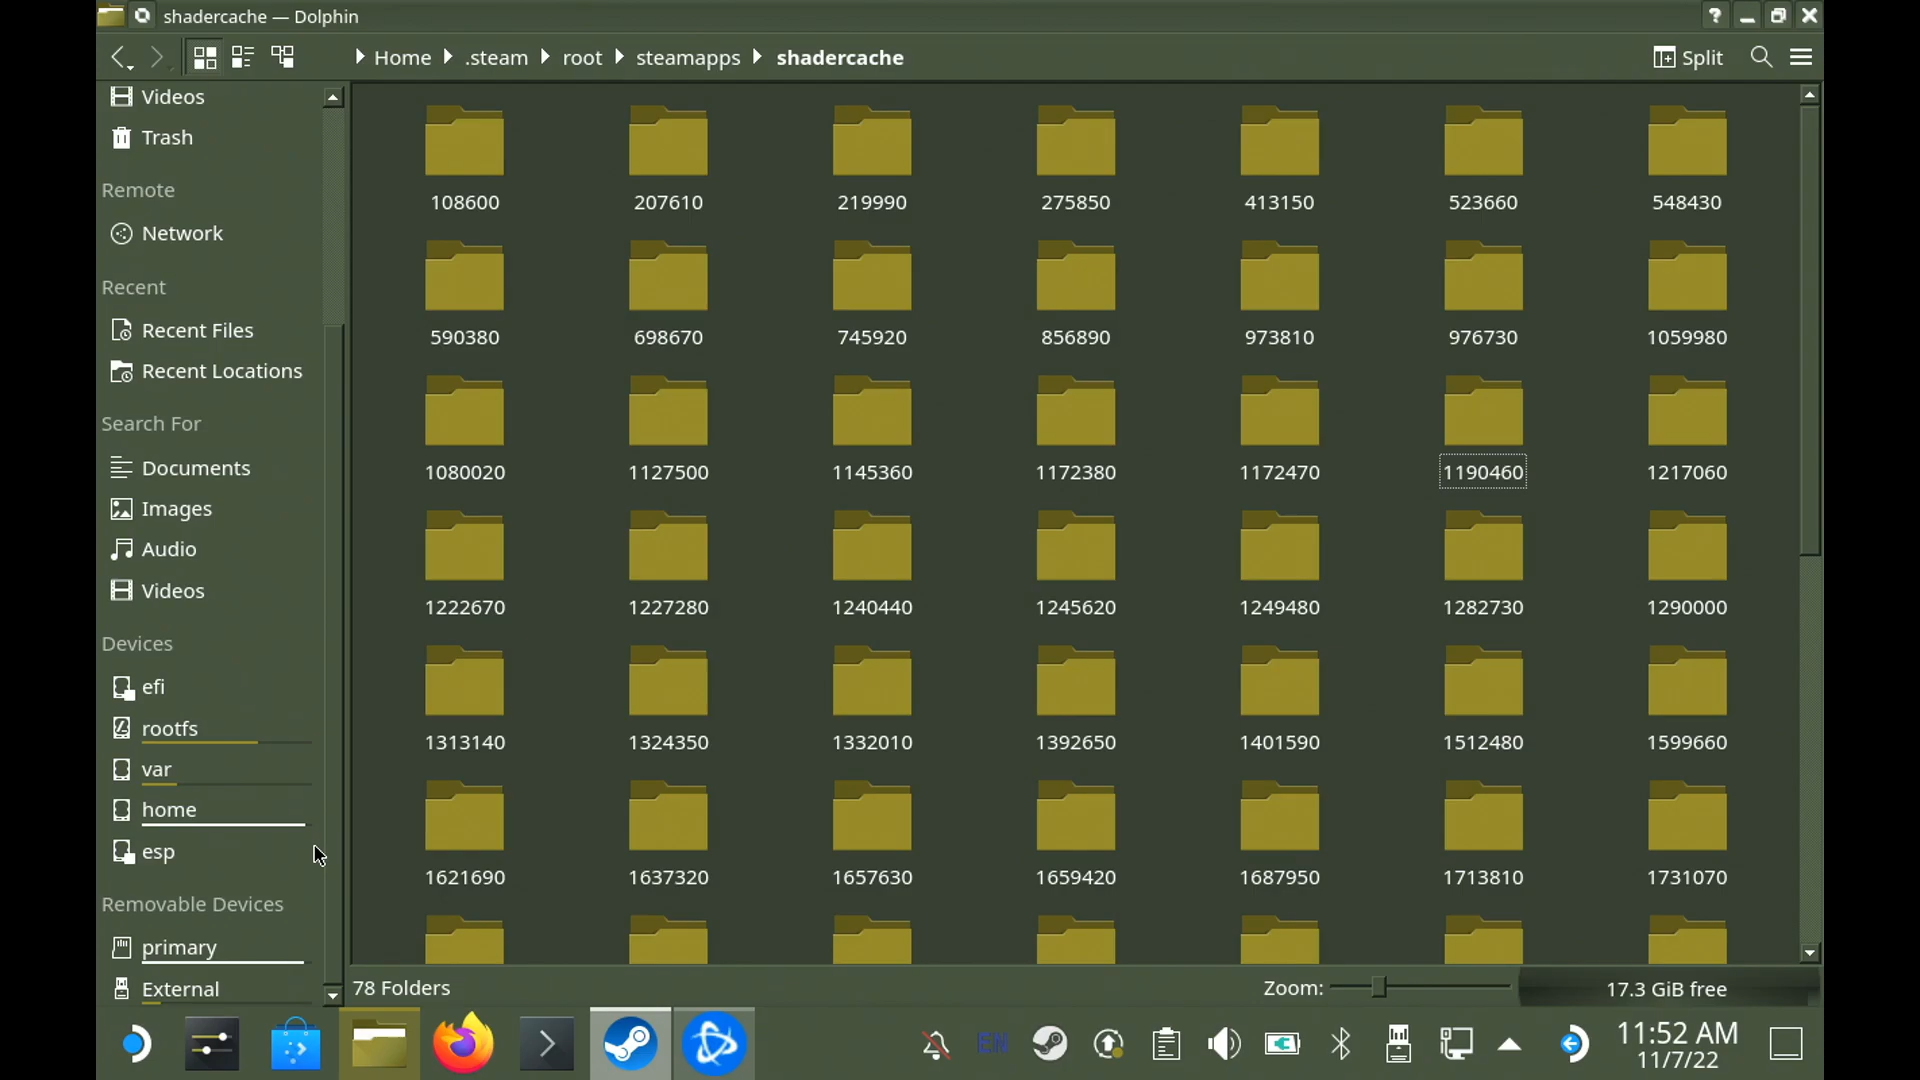 shadercache — Dolphin
Home .steam root steamapps shadercache
Split
Videos
Trash
Remote
Network
Recent
Recent Files
Recent Locations
Search For
Documents
Images
Audio
Videos
Devices
efi
rootfs
var
home
esp
Removable Devices
primary
External
108600 207610 219990 275850 413150 523660 548430
590380 698670 745920 856890 973810 976730 1059980
1080020 1127500 1145360 1172380 1172470 1190460 1217060
1222670 1227280 1240440 1245620 1249480 1282730 1290000
1313140 1324350 1332010 1392650 1401590 1512480 1599660
1621690 1637320 1657630 1659420 1687950 1713810 1731070
78 Folders
Zoom:
17.3 GiB free
EN
11:52 AM
11/7/22